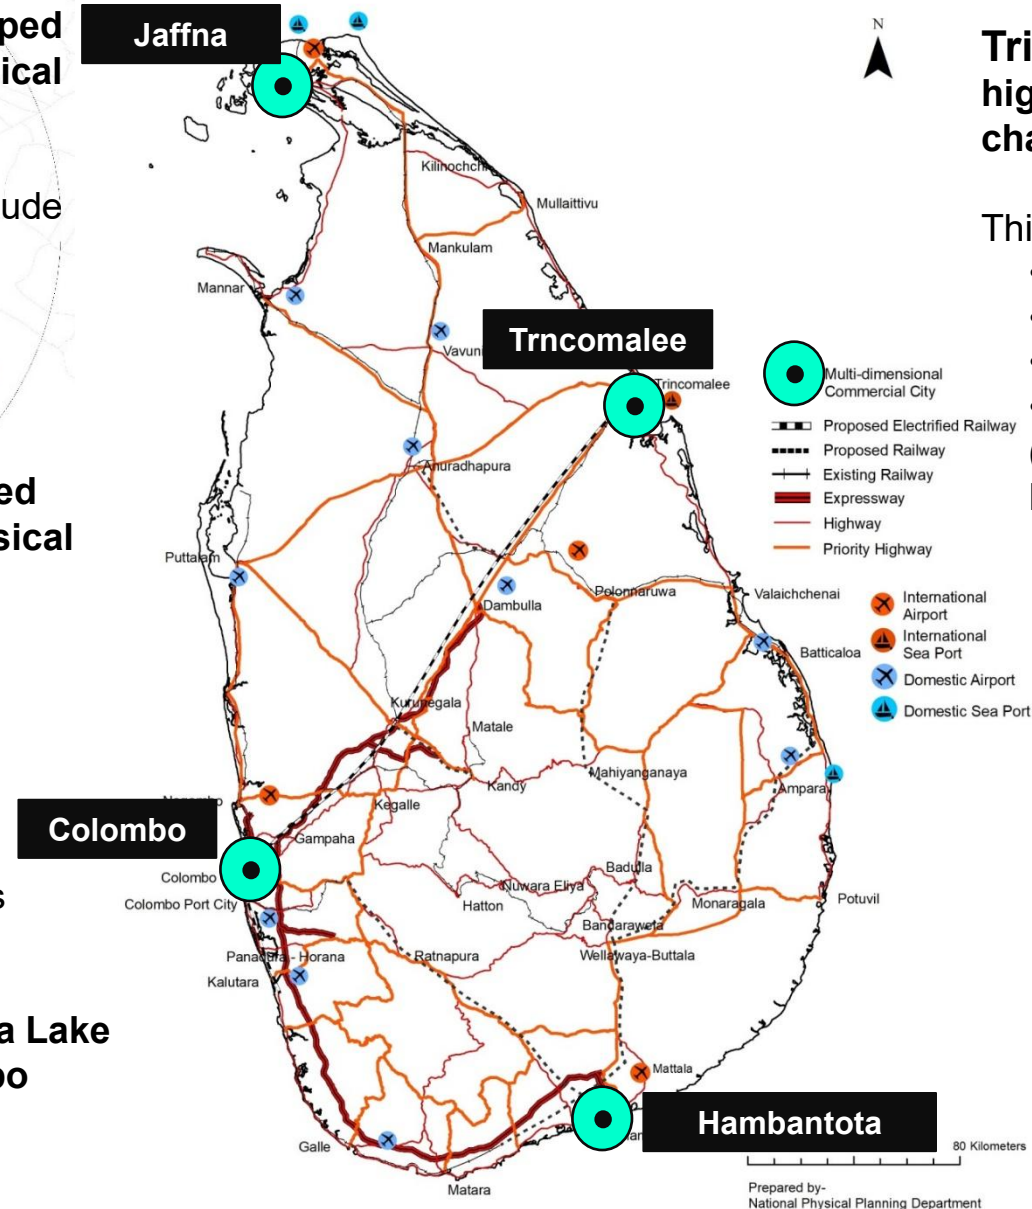 ped
ical
ude
ed
sical
s
a Lake
oo
Jaffna
N
Tri
hig
cha
Thi
Kilinochchi
Mullaittivu
Mankulam
Mannar
Trncomalee
Trincomalee
Multi-dimensional
Commercial City
Proposed Electrified Railway
Proposed Railway
Existing Railway
Expressway
Highway
Priority Highway
Anuradhapura
Puttalam
Polonnaruwa
Valaichchenai
Dambulla
International
Airport
International
Sea Port
Batticaloa
Domestic Airport
Domestic Sea Port
Kurunegala
Matale
Mahiyanganaya
Kandy
Ampara
Kegalle
Colombo
Gampaha
Colombo
Badulla
Nuwara Eliya
Colombo Port City
Hatton
Monaragala
Potuvil
Bandarawela
Panadura - Horana
Ratnapura
Wellawaya-Buttala
Kalutara
Mattala
Hambantota
Galle
80 Kilometers
Matara
Prepared by-
National Physical Planning Department